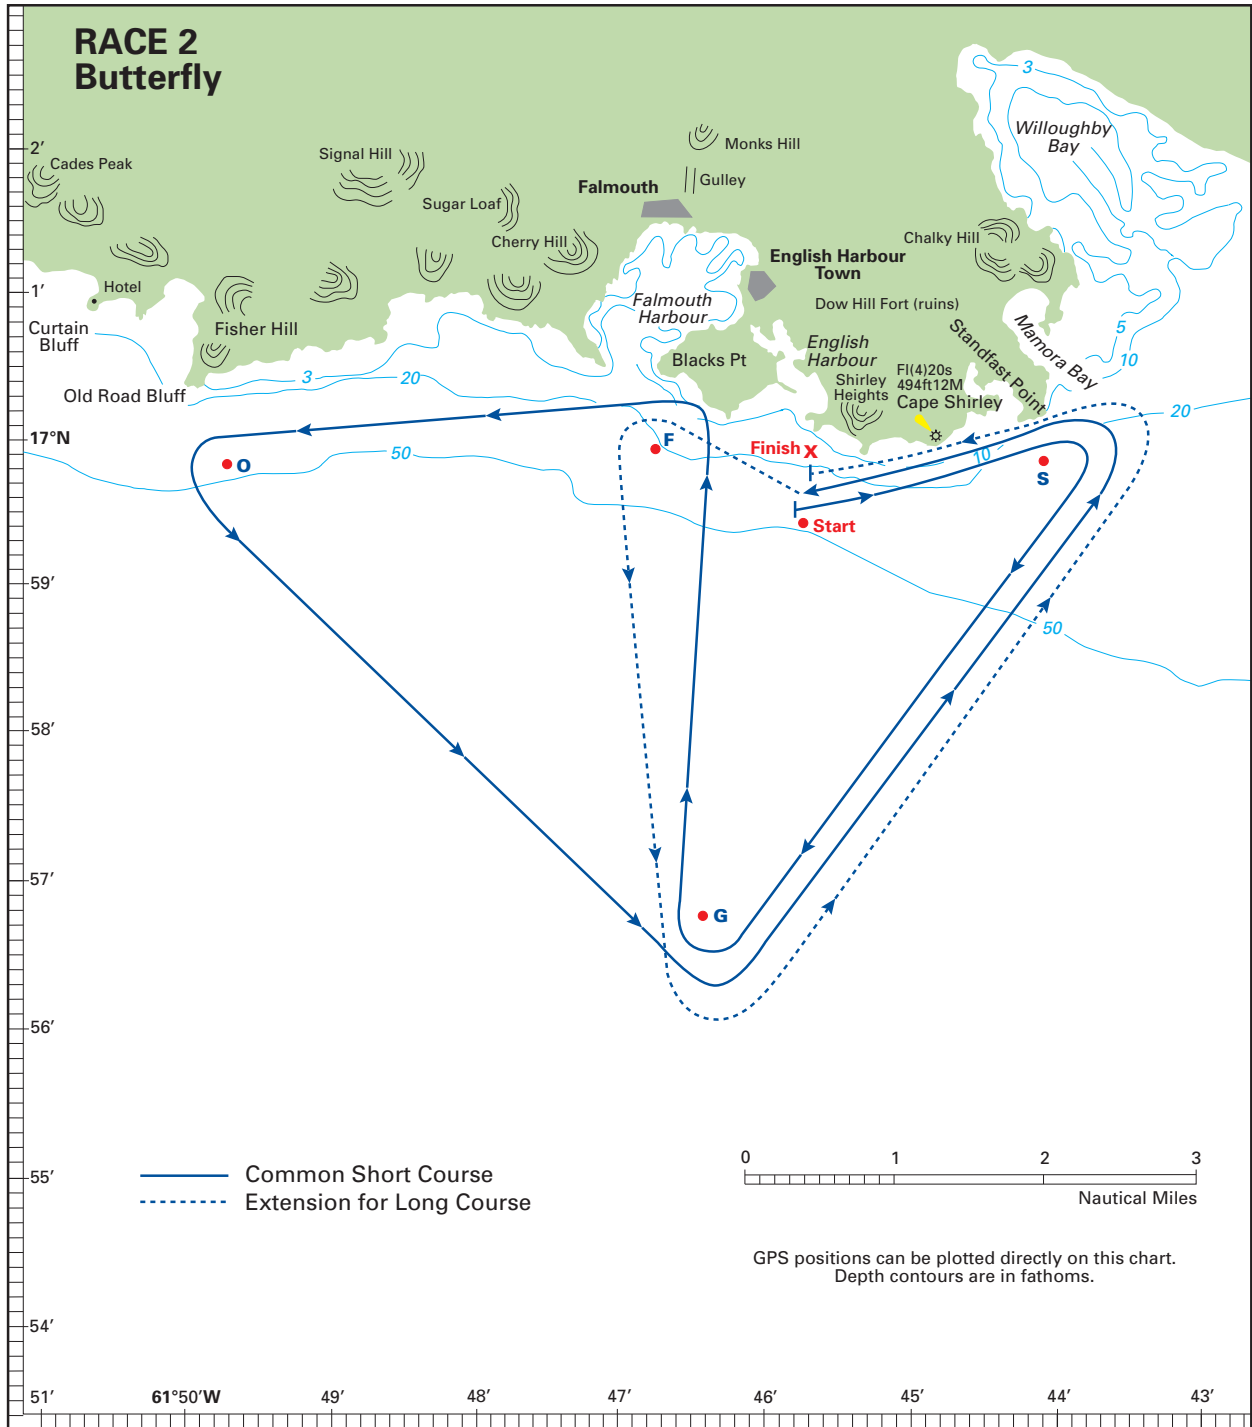 RACE 2
Butterfly
3
Willoughby
Bay
2′
Monks Hill
Signal Hill
Cades Peak
Gulley
Falmouth
Sugar Loaf
Cherry Hill
Chalky Hill
English Harbour
Town
1′
Hotel
Falmouth
Harbour
Dow Hill Fort (ruins)
Mamora Bay
Standfast Point
5
Curtain
Bluff
Fisher Hill
English
Harbour
10
Blacks Pt
Fl(4)20s
494ft12M
Cape Shirley
Shirley
Heights
3
20
Old Road Bluff
20
17°N
F
Finish X
10
50
O
S
Start
59′
50
58′
57′
G
56′
55′
Common Short Course
Extension for Long Course
0 1 2 3
Nautical Miles
GPS positions can be plotted directly on this chart.
Depth contours are in fathoms.
54′
51′ 61°50′W 49′ 48′ 47′ 46′ 45′ 44′ 43′